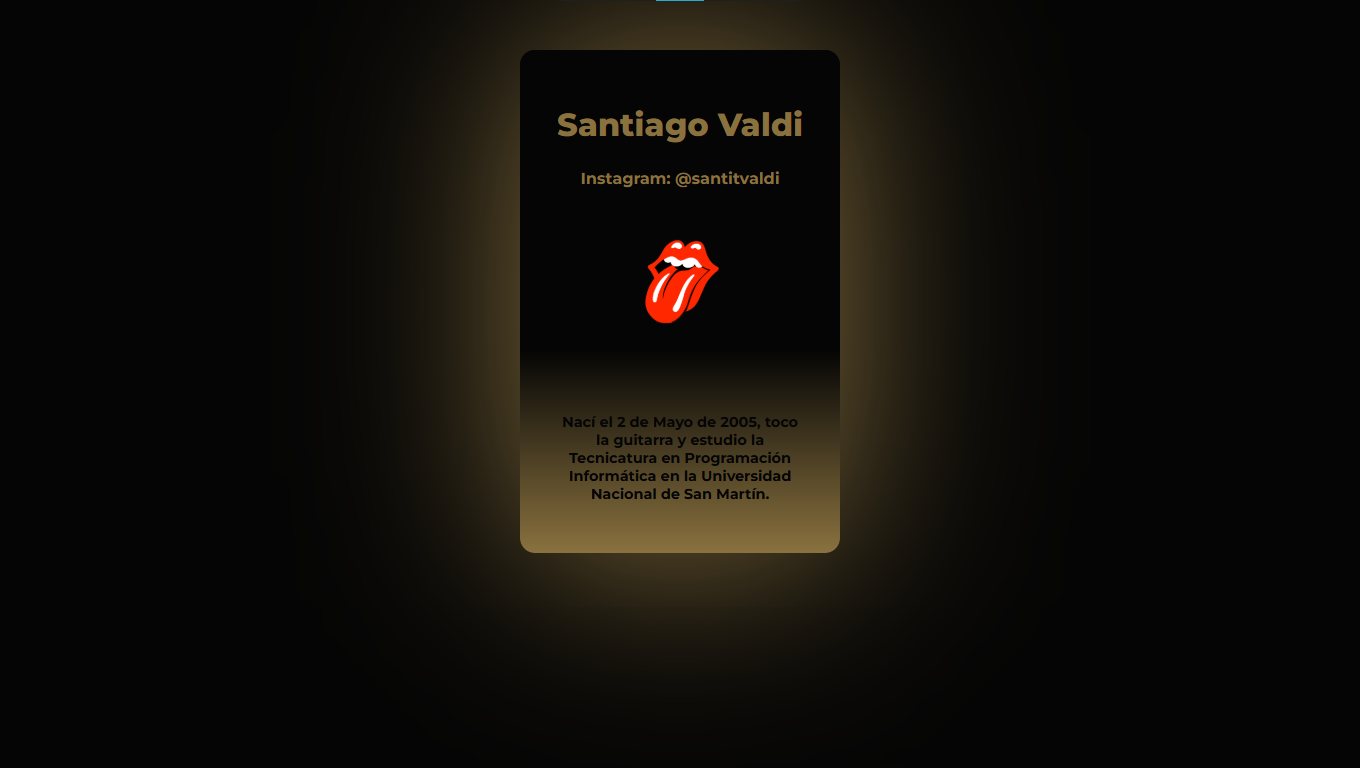 Santiago Valdi
Instagram: @santitvaldi
Nací el 2 de Mayo de 2005, toco
la guitarra y estudio la
Tecnicatura en Programación
Informática en la Universidad
Nacional de San Martín.